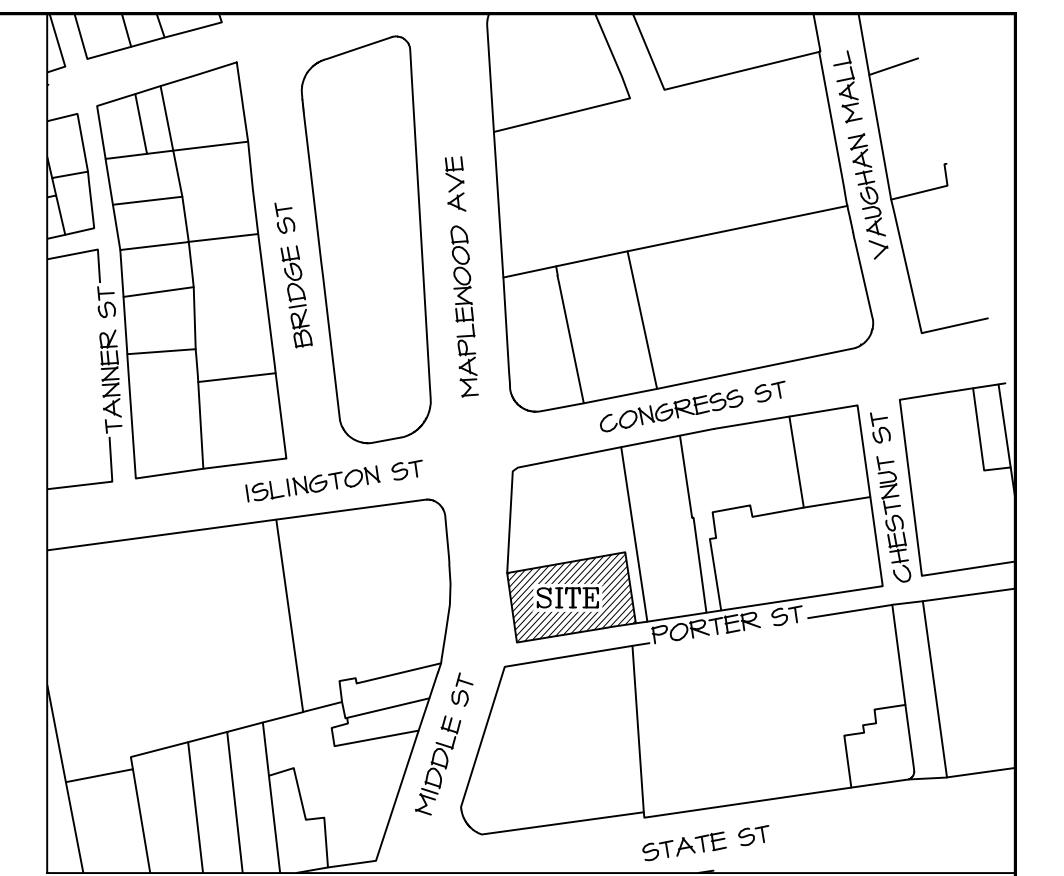 VAUGHAN MALL
MAPLEWOOD AVE
BRIDGE ST
TANNER ST
CONGRESS ST
ISLINGTON ST
CHESTNUT ST
SITE
PORTER ST
MIDDLE ST
STATE ST